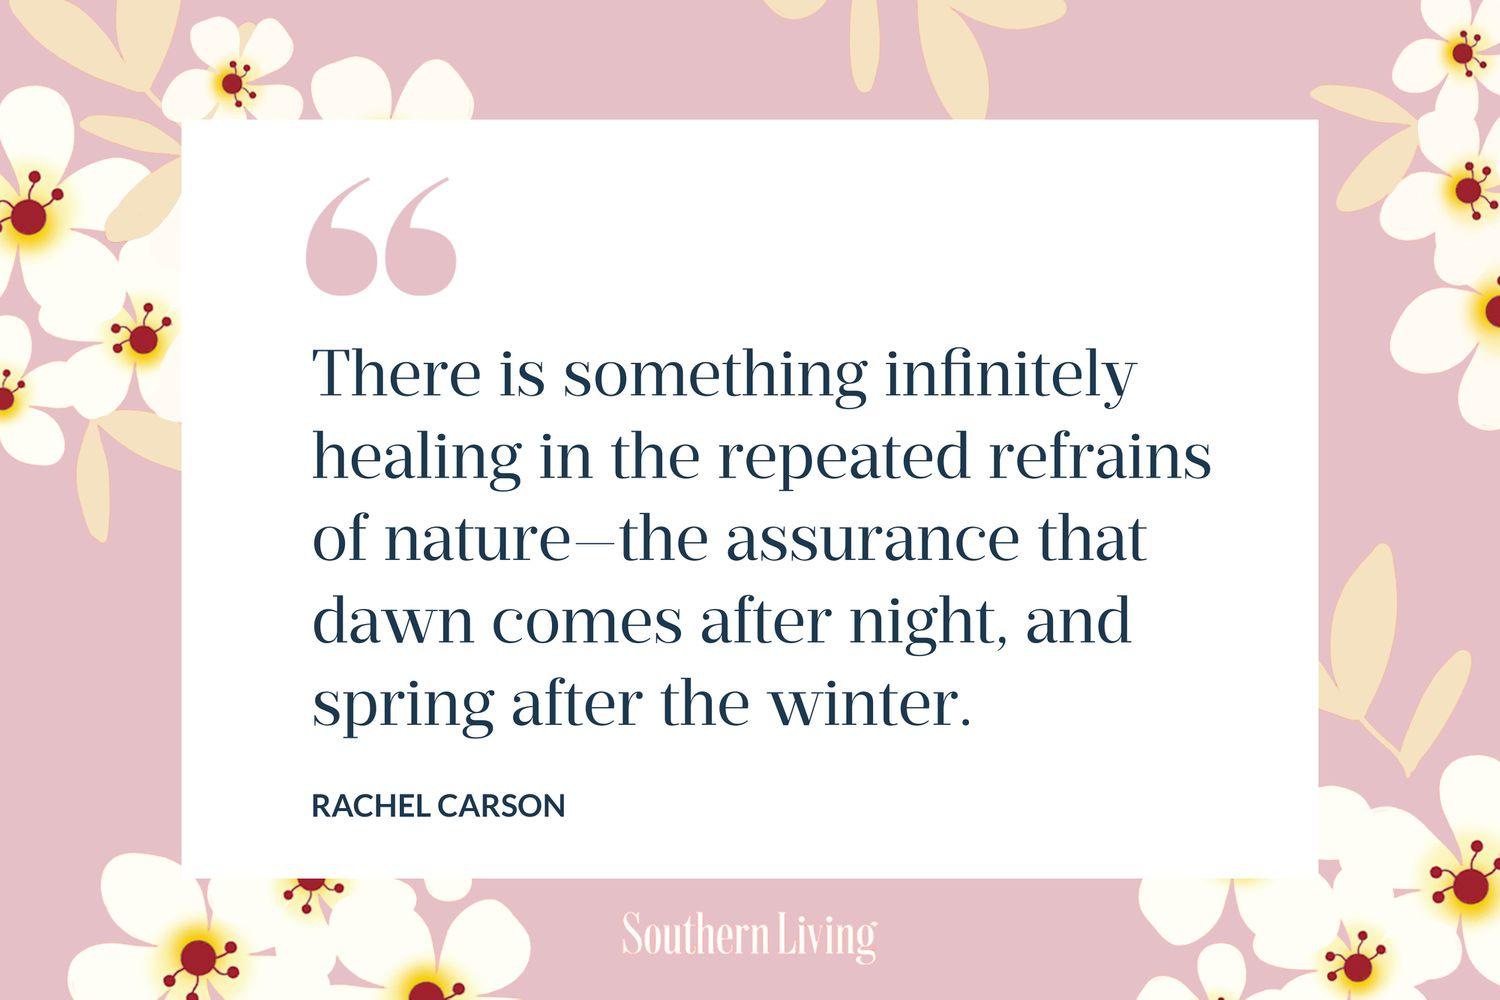 “
There is something infinitely
healing in the repeated refrains
of nature—the assurance that
dawn comes after night, and
spring after the winter.
RACHEL CARSON
Southern Living